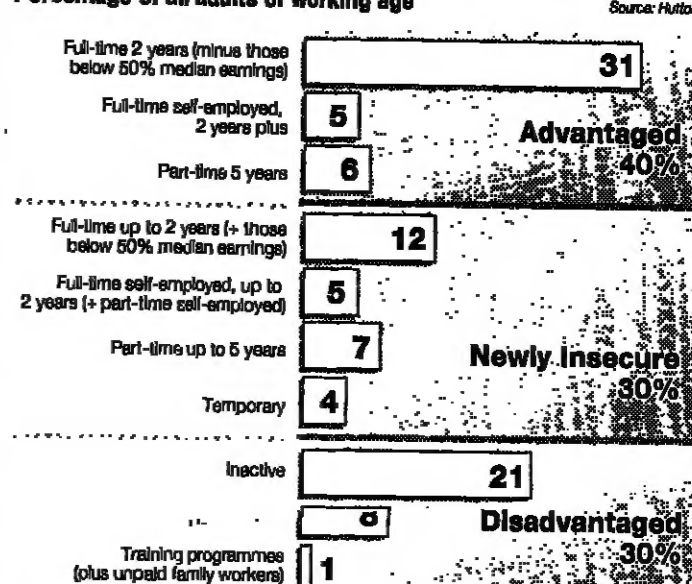 Percentage of all adults of working age
Source: Hutton
Full-time 2 years (minus those
below 50% median earnings)
31
Full-time self-employed,
2 years plus
5
Advantaged
40%
Part-time 5 years
6
Full-time up to 2 years (+ those
below 50% median earnings)
12
Full-time self-employed, up to
2 years (+ part-time self-employed)
5
Part-time up to 5 years
7
Newly Insecure
30%
Temporary
4
Inactive
21
Disadvantaged
30%
Training programmes
(plus unpaid family workers)
1